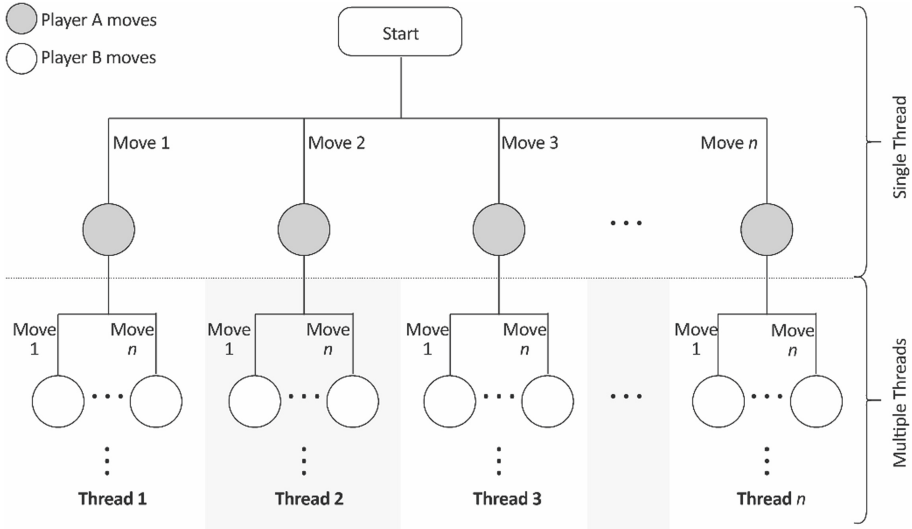 Player A moves
Player B moves
Start
Move 1
Move 2
Move 3
Move n
...
Single Thread
Move
1
Move
n
Move
1
Move
n
Move
1
Move
n
Move
1
Move
n
...
...
...
...
...
Multiple Threads
Thread 1
Thread 2
Thread 3
Thread n